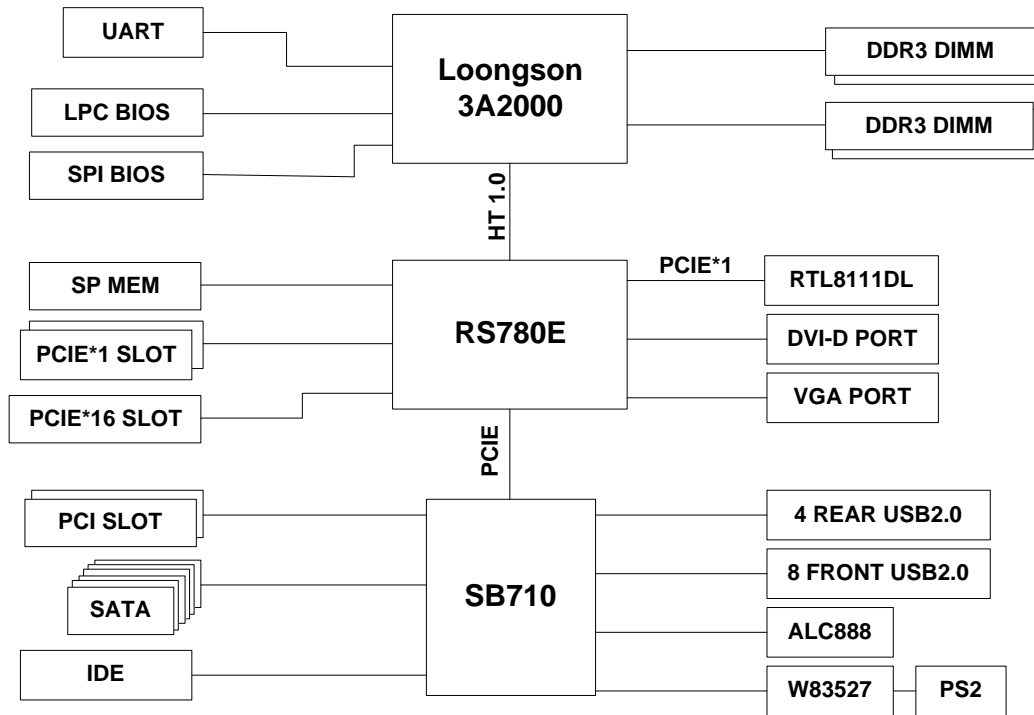 UART
LPC BIOS
SPI BIOS
Loongson
3A2000
DDR3 DIMM
DDR3 DIMM
HT 1.0
SP MEM
PCIE*1 SLOT
PCIE*16 SLOT
RS780E
PCIE*1
RTL8111DL
DVI-D PORT
VGA PORT
PCIE
PCI SLOT
SATA
IDE
SB710
4 REAR USB2.0
8 FRONT USB2.0
ALC888
W83527
PS2